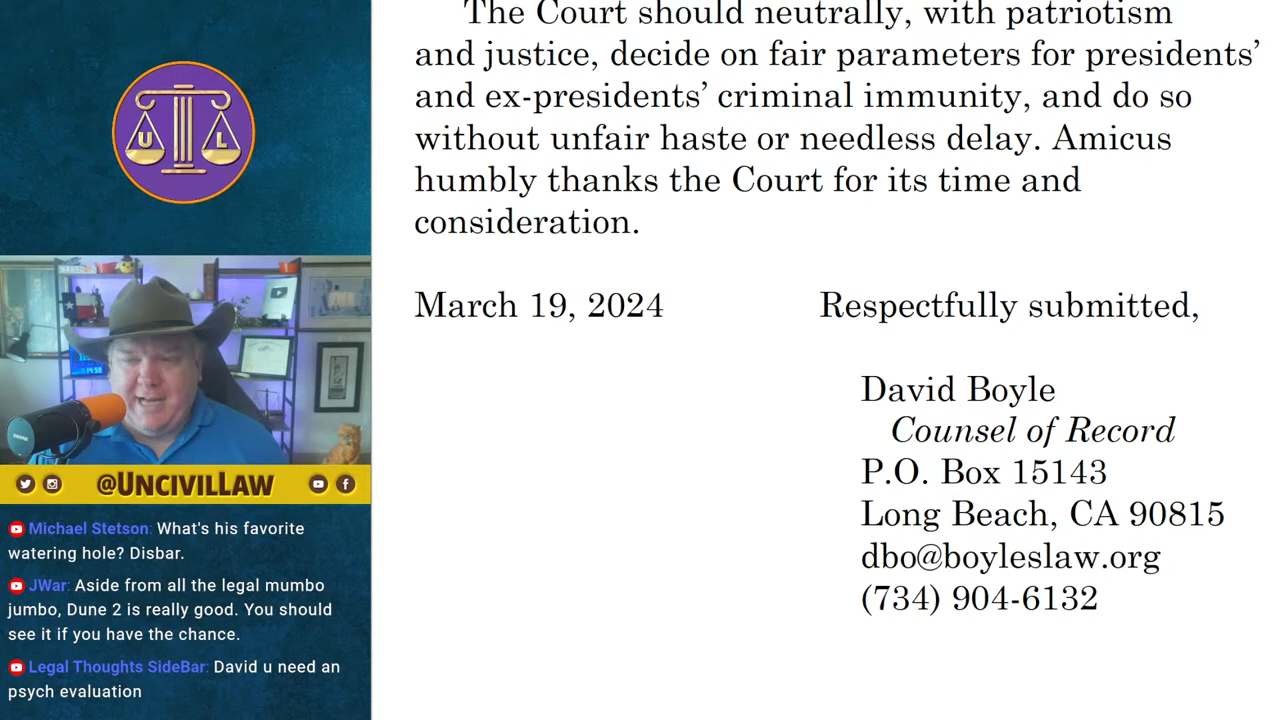 The Court should neutrally, with patriotism
and justice, decide on fair parameters for presidents’
and ex-presidents’ criminal immunity, and do so
without unfair haste or needless delay. Amicus
humbly thanks the Court for its time and
consideration.
March 19, 2024
Respectfully submitted,
David Boyle
Counsel of Record
P.O. Box 15143
Long Beach, CA 90815
dbo@boyleslaw.org
(734) 904-6132
U L
@UNCIVILLAW
Michael Stetson: What's his favorite
watering hole? Disbar.
JWar: Aside from all the legal mumbo
jumbo, Dune 2 is really good. You should
see it if you have the chance.
Legal Thoughts SideBar: David u need an
psych evaluation